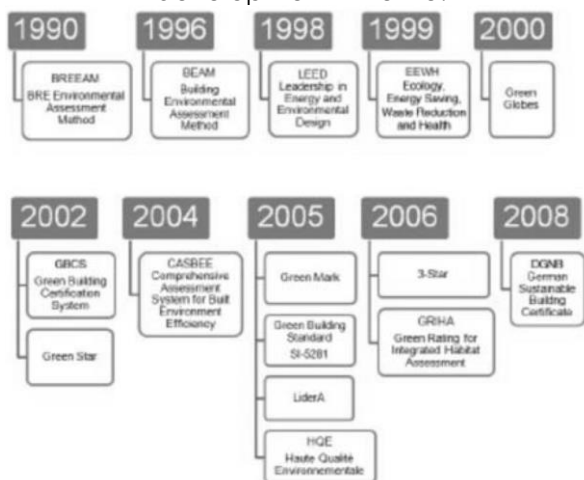 1990
BREEAM
BRE Environmental
Assessment
Method
1996
BEAM
Building
Environmental
Assessment
Method
1998
LEED
Leadership in
Energy and
Environmental
Design
1999
EEWH
Ecology,
Energy Saving,
Waste Reduction
and Health
2000
Green
Globes
2002
GBCS
Green Building
Certification
System
Green Star
2004
CASBEE
Comprehensive
Assessment
System for Built
Environment
Efficiency
2005
Green Mark
Green Building
Standard
SI-5281
LiderA
HQE
Haute Qualité
Environnementale
2006
3-Star
GRIHA
Green Rating for
Integrated Habitat
Assessment
2008
DGNB
German
Sustainable
Building
Certificate